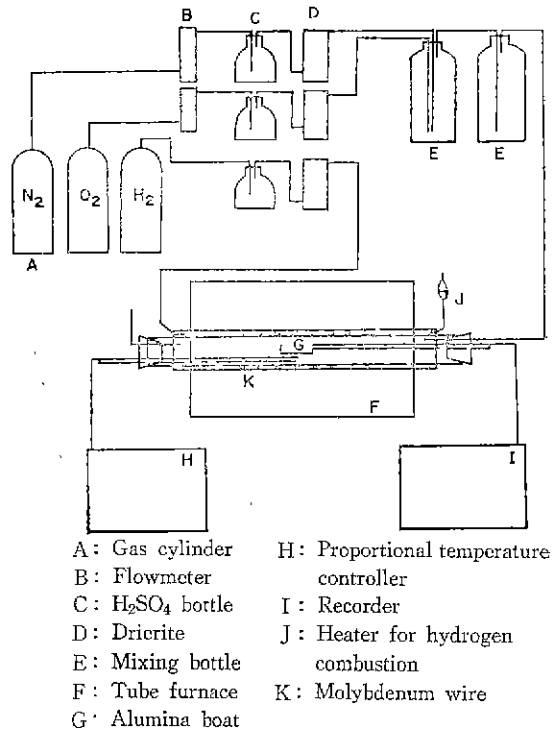 B
C
D
E
E
N2
O2
H2
A
J
G
K
F
H
I
A: Gas cylinder
B: Flowmeter
C: H2SO4 bottle
D: Drierite
E: Mixing bottle
F: Tube furnace
G: Alumina boat
H: Proportional temperature
controller
I: Recorder
J: Heater for hydrogen
combustion
K: Molybdenum wire